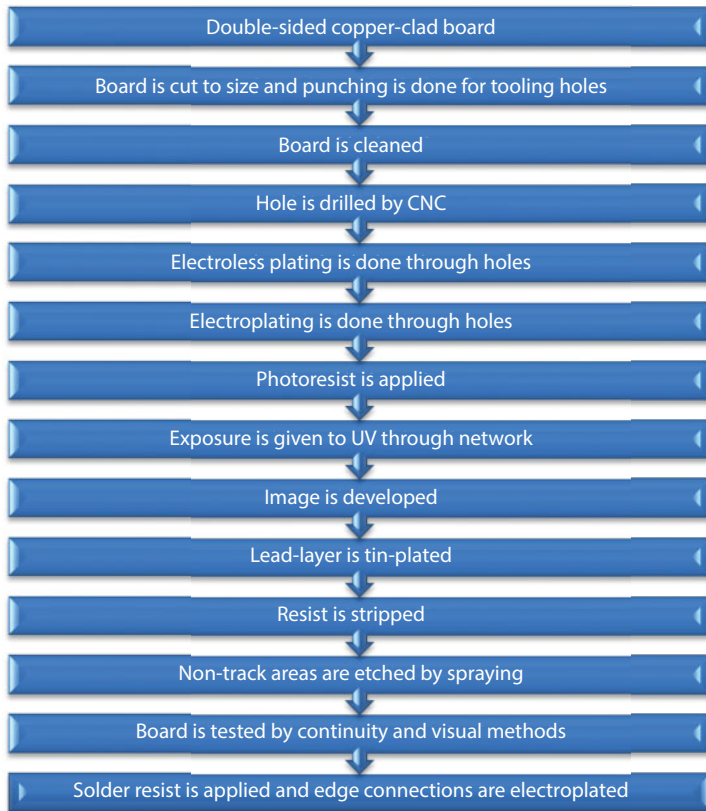 Double-sided copper-clad board
Board is cut to size and punching is done for tooling holes
Board is cleaned
Hole is drilled by CNC
Electroless plating is done through holes
Electroplating is done through holes
Photoresist is applied
Exposure is given to UV through network
Image is developed
Lead-layer is tin-plated
Resist is stripped
Non-track areas are etched by spraying
Board is tested by continuity and visual methods
Solder resist is applied and edge connections are electroplated